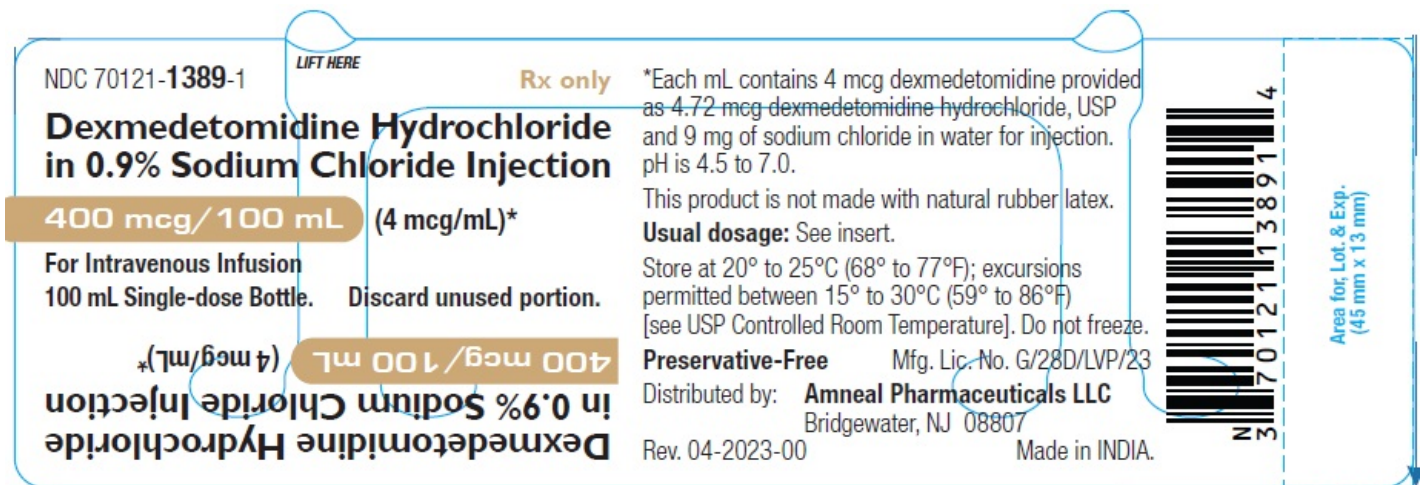 NDC 70121-1389-1
LIFT HERE
Rx only
Dexmedetomidine Hydrochloride
in 0.9% Sodium Chloride Injection
400 mcg/100 mL (4 mcg/mL)*
For Intravenous Infusion
100 mL Single-dose Bottle. Discard unused portion.
Dexmedetomidine Hydrochloride
in 0.9% Sodium Chloride Injection
400 mcg/100 mL (4 mcg/mL)*
*Each mL contains 4 mcg dexmedetomidine provided
as 4.72 mcg dexmedetomidine hydrochloride, USP
and 9 mg of sodium chloride in water for injection.
pH is 4.5 to 7.0.
This product is not made with natural rubber latex.
Usual dosage: See insert.
Store at 20° to 25°C (68° to 77°F); excursions
permitted between 15° to 30°C (59° to 86°F)
[see USP Controlled Room Temperature]. Do not freeze.
Preservative-Free Mfg. Lic. No. G/28D/LVP/23
Distributed by: Amneal Pharmaceuticals LLC
Bridgewater, NJ 08807
Rev. 04-2023-00 Made in INDIA.
N
3 70121 13891 4
Area for, Lot. & Exp.
(45 mm x 13 mm)